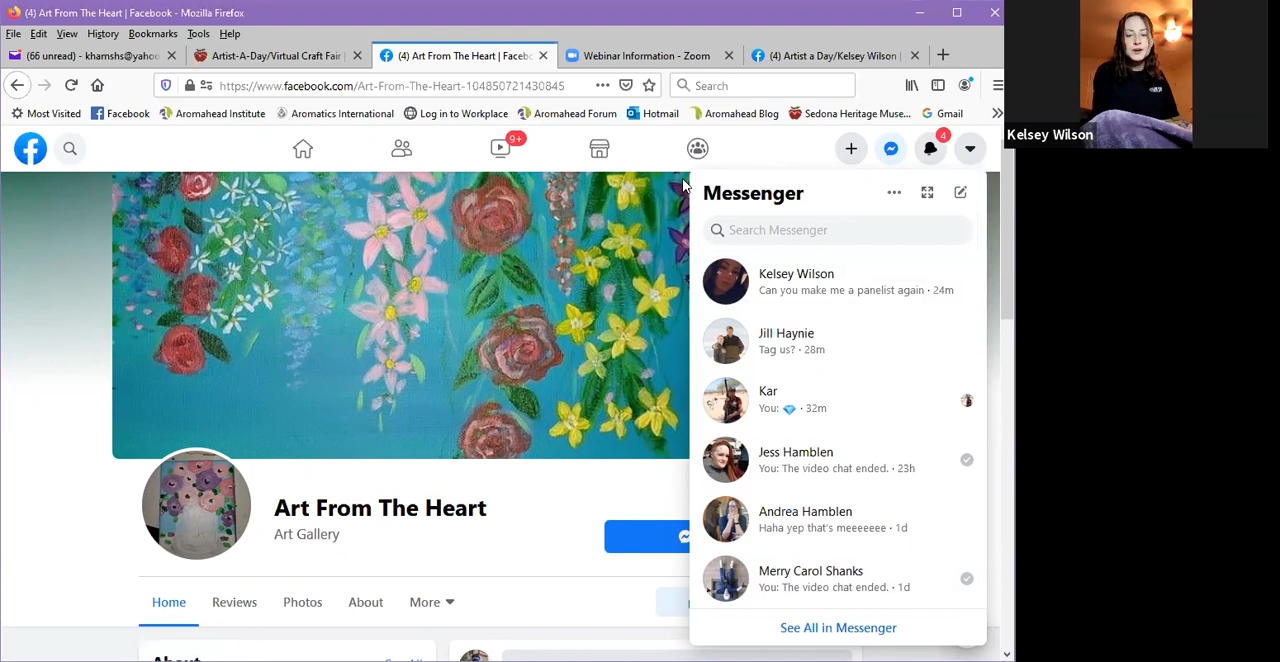 (4) Art From The Heart | Facebook - Mozilla Firefox
File Edit View History Bookmarks Tools Help
(66 unread) - khamshs@yaho
Artist-A-Day/Virtual Craft Fair |
(4) Art From The Heart | Faceb
Webinar Information - Zoom
(4) Artist a Day/Kelsey Wilson |
https://www.facebook.com/Art-From-The-Heart-104850721430845
Search
Most Visited Facebook Aromahead Institute Aromatics International Log in to Workplace Aromahead Forum Hotmail Aromahead Blog Sedona Heritage Muse... Gmail
9+
4
Kelsey Wilson
Messenger
Search Messenger
Kelsey Wilson
Can you make me a panelist again · 24m
Jill Haynie
Tag us? · 28m
Kar
You: 💎 · 32m
Jess Hamblen
You: The video chat ended. · 23h
Andrea Hamblen
Haha yep that's meeeeeee · 1d
Merry Carol Shanks
You: The video chat ended. · 1d
See All in Messenger
Art From The Heart
Art Gallery
Home Reviews Photos About More
About